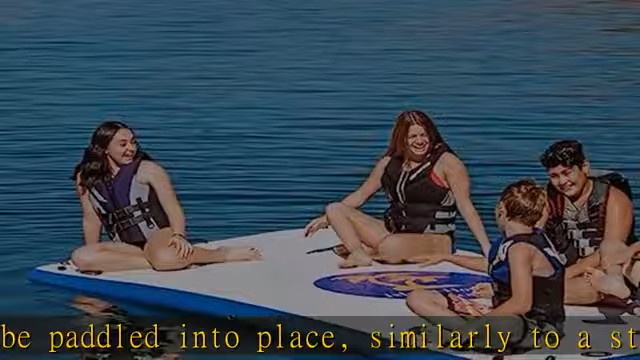 be paddled into place, similarly to a st